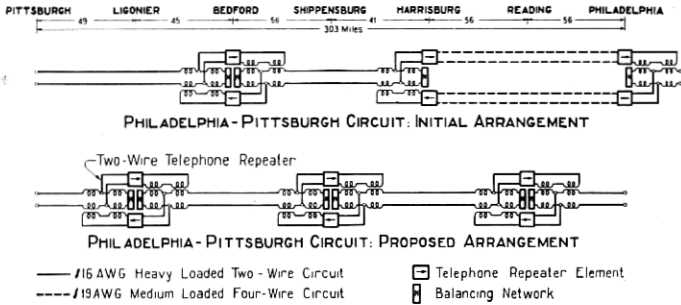 PITTSBURGH LIGONIER BEDFORD SHIPPENSBURG HARRISBURG READING PHILADELPHIA
49 45 56 41 56 56
303 Miles
PHILADELPHIA-PITTSBURGH CIRCUIT: INITIAL ARRANGEMENT
Two-Wire Telephone Repeater
PHILADELPHIA-PITTSBURGH CIRCUIT: PROPOSED ARRANGEMENT
#16 AWG Heavy Loaded Two-Wire Circuit Telephone Repeater Element
#19 AWG Medium Loaded Four-Wire Circuit Balancing Network